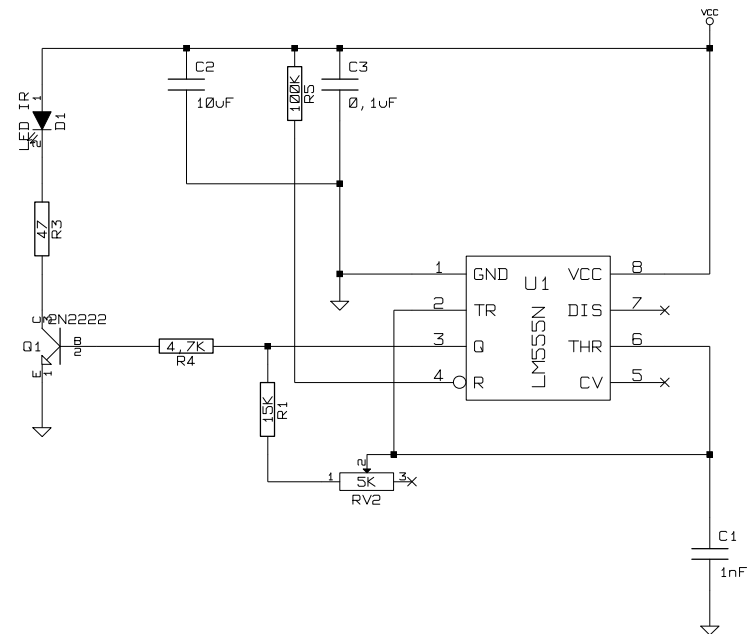 VCC
C2
10uF
100K
R5
C3
0,1uF
LED IR
1
D1
2
47
R3
C
3
2N2222
Q1
B
2
E
1
4,7K
R4
15K
R1
1
5K
2
3
RV2
1
GND
2
TR
3
Q
4
R
U1
LM555N
VCC
8
DIS
7
THR
6
CV
5
C1
1nF